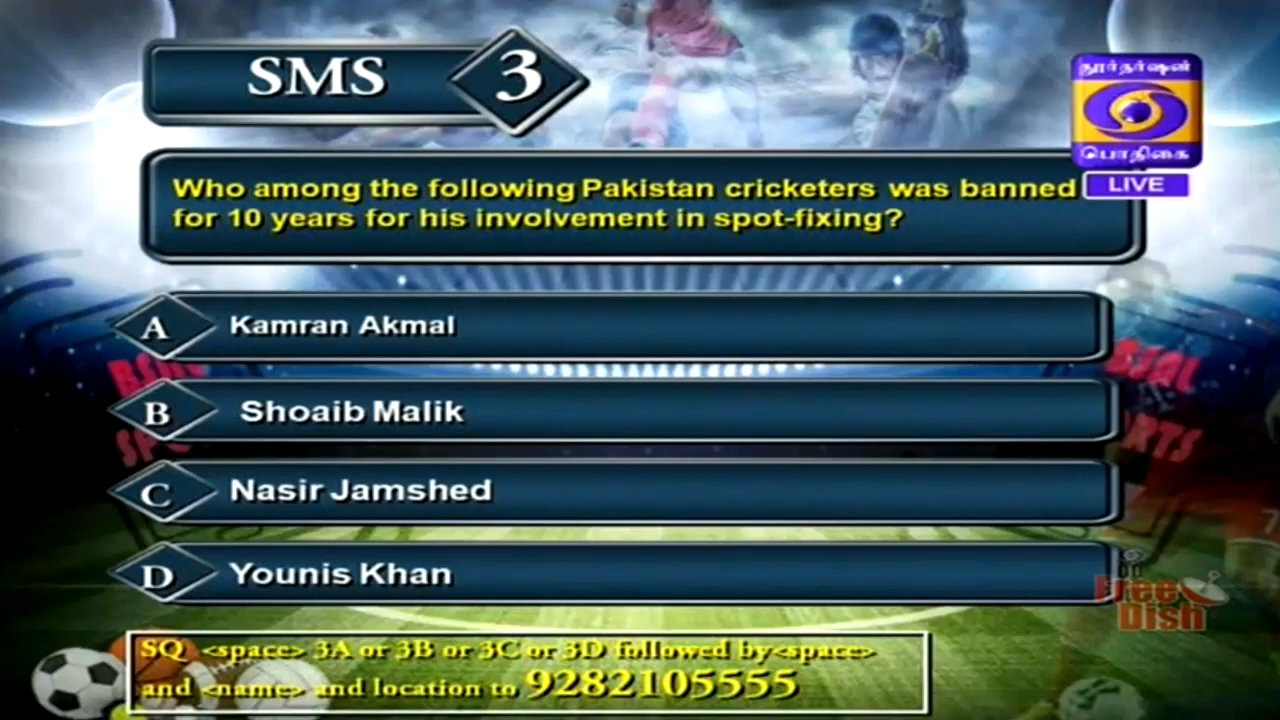 SMS 3
தூர்தர்ஷன்
பொதிகை
LIVE
Who among the following Pakistan cricketers was banned
for 10 years for his involvement in spot-fixing?
A Kamran Akmal
B Shoaib Malik
C Nasir Jamshed
D Younis Khan
DD
Free
Dish
SQ <space> 3A or 3B or 3C or 3D followed by<space>
and <name> and location to 9282105555